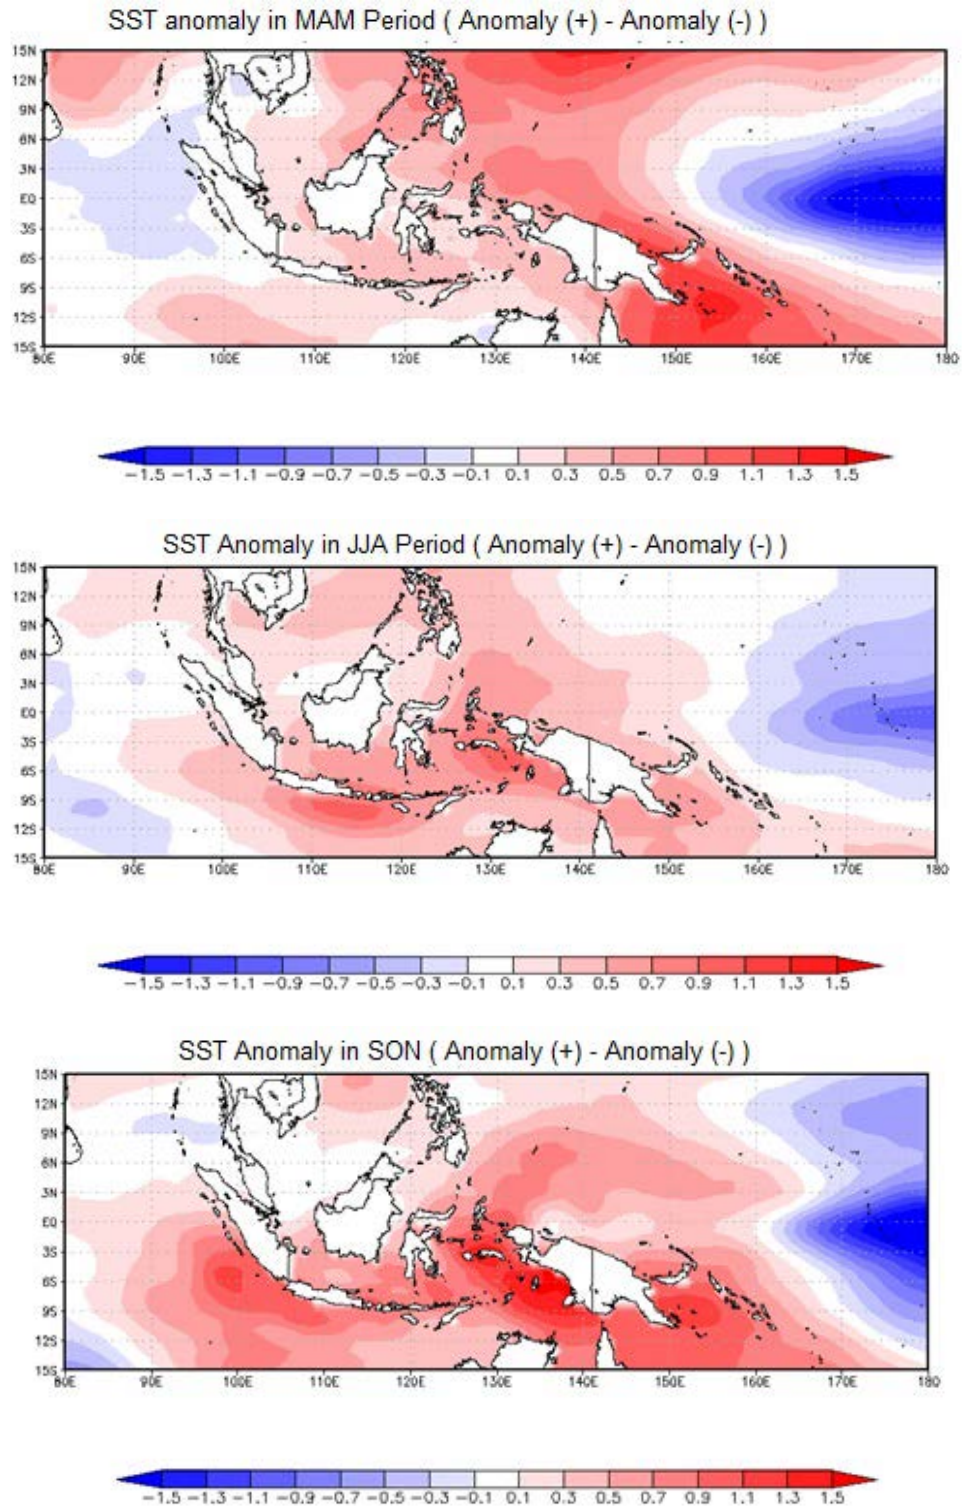 SST anomaly in MAM Period ( Anomaly (+) - Anomaly (-) )
15N
12N
9N
6N
3N
EQ
3S
6S
9S
12S
15S
80E 90E 100E 110E 120E 130E 140E 150E 160E 170E 180
-1.5 -1.3 -1.1 -0.9 -0.7 -0.5 -0.3 -0.1 0.1 0.3 0.5 0.7 0.9 1.1 1.3 1.5
SST Anomaly in JJA Period ( Anomaly (+) - Anomaly (-) )
15N
12N
9N
6N
3N
EQ
3S
6S
9S
12S
15S
80E 90E 100E 110E 120E 130E 140E 150E 160E 170E 180
-1.5 -1.3 -1.1 -0.9 -0.7 -0.5 -0.3 -0.1 0.1 0.3 0.5 0.7 0.9 1.1 1.3 1.5
SST Anomaly in SON ( Anomaly (+) - Anomaly (-) )
15N
12N
9N
6N
3N
EQ
3S
6S
9S
12S
15S
80E 90E 100E 110E 120E 130E 140E 150E 160E 170E 180
-1.5 -1.3 -1.1 -0.9 -0.7 -0.5 -0.3 -0.1 0.1 0.3 0.5 0.7 0.9 1.1 1.3 1.5